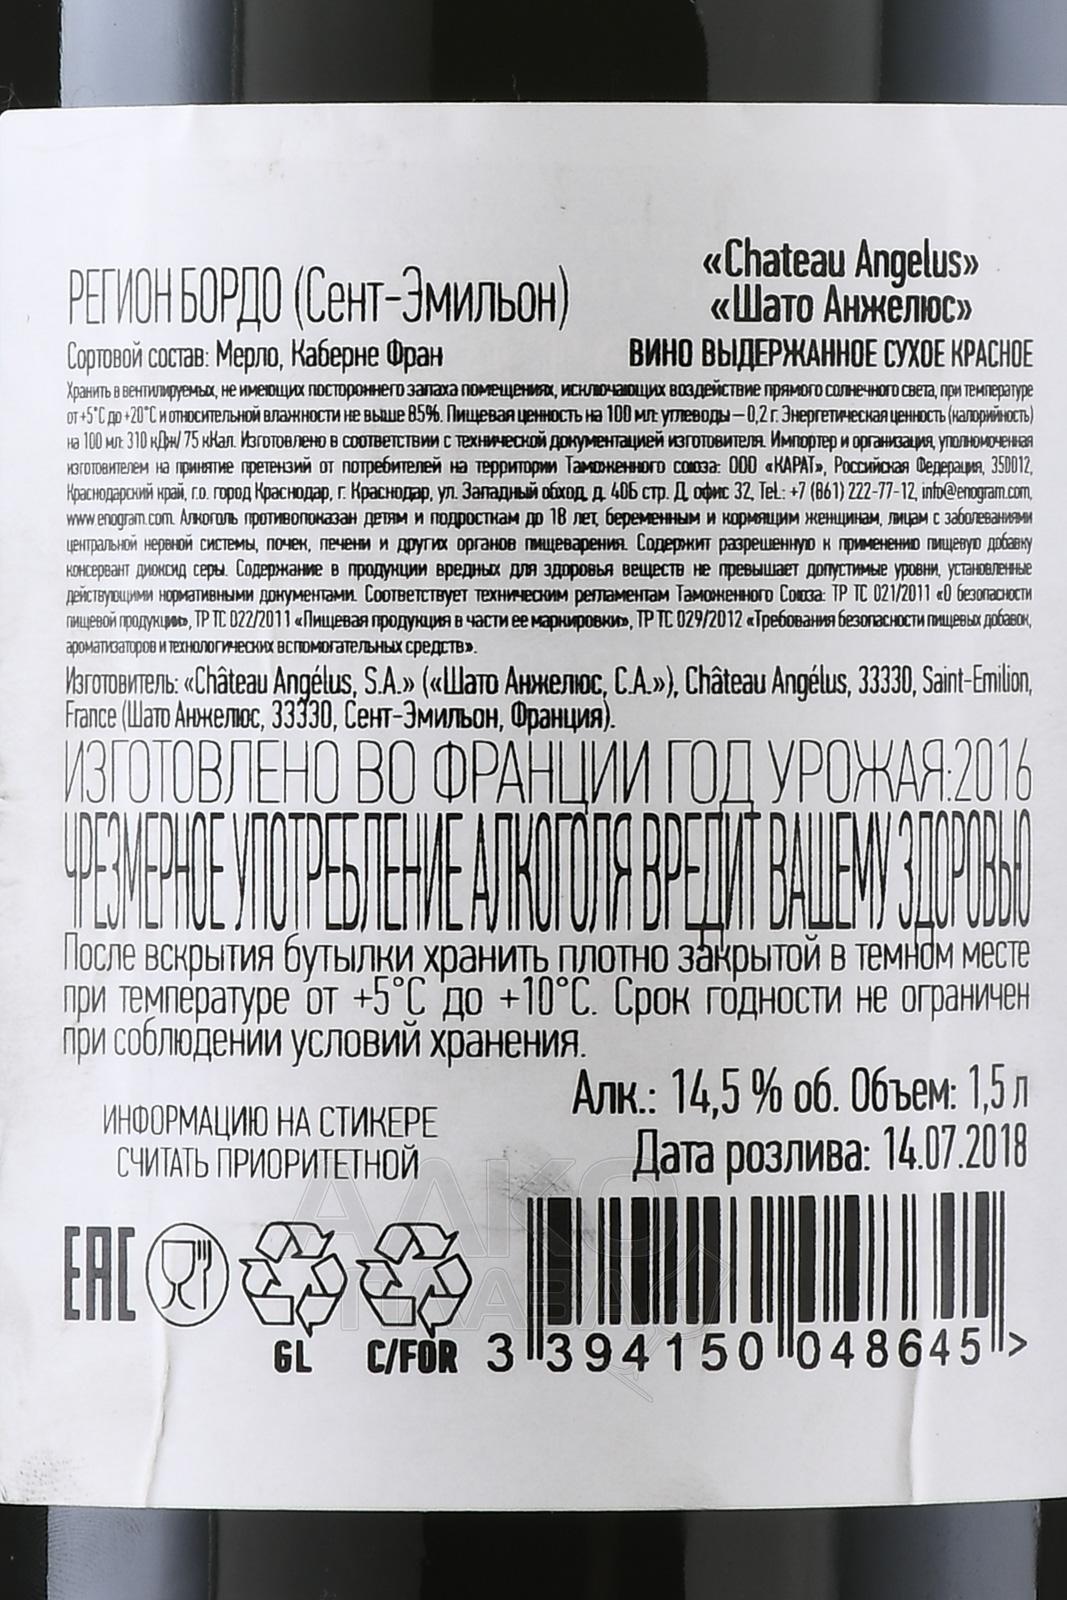 «Chateau Angelus»
РЕГИОН БОРДО (Сент-Эмильон)
«Шато Анжелюс»
Сортовой состав: Мерло, Каберне Фран
ВИНО ВЫДЕРЖАННОЕ СУХОЕ КРАСНОЕ
Хранить в вентилируемых, не имеющих постороннего запаха помещениях, исключающих воздействие прямого солнечного света, при температуре
от +5°С до +20°С и относительной влажности не выше 85%. Пищевая ценность на 100 мл: углеводы – 0,2 г. Энергетическая ценность (калорийность)
на 100 мл: 310 кДж/ 75 кКал. Изготовлено в соответствии с технической документацией изготовителя. Импортер и организация, уполномоченная
изготовителем на принятие претензий от потребителей на территории Таможенного союза: ООО «КАРАТ», Российская Федерация, 350012,
Краснодарский край, г.о. город Краснодар, г. Краснодар, ул. Западный обход, д. 40Б стр. Д, офис 32, Tel.: +7 (861) 222-77-12, info@enogram.com,
www.enogram.com. Алкоголь противопоказан детям и подросткам до 18 лет, беременным и кормящим женщинам, лицам с заболеваниями
центральной нервной системы, почек, печени и других органов пищеварения. Содержит разрешенную к применению пищевую добавку
консервант диоксид серы. Содержание в продукции вредных для здоровья веществ не превышает допустимые уровни, установленные
действующими нормативными документами. Соответствует техническим регламентам Таможенного Союза: ТР ТС 021/2011 «О безопасности
пищевой продукции», ТР ТС 022/2011 «Пищевая продукция в части ее маркировки», ТР ТС 029/2012 «Требования безопасности пищевых добавок,
ароматизаторов и технологических вспомогательных средств».
Изготовитель: «Château Angélus, S.A.» («Шато Анжелюс, С.А.»), Château Angélus, 33330, Saint-Emilion,
France (Шато Анжелюс, 33330, Сент-Эмильон, Франция).
ИЗГОТОВЛЕНО ВО ФРАНЦИИ ГОД УРОЖАЯ:2016
ЧРЕЗМЕРНОЕ УПОТРЕБЛЕНИЕ АЛКОГОЛЯ ВРЕДИТ ВАШЕМУ ЗДОРОВЬЮ
После вскрытия бутылки хранить плотно закрытой в темном месте
при температуре от +5°С до +10°С. Срок годности не ограничен
при соблюдении условий хранения.
Алк.: 14,5 % об. Объем: 1,5 л
ИНФОРМАЦИЮ НА СТИКЕРЕ
СЧИТАТЬ ПРИОРИТЕТНОЙ
Дата розлива: 14.07.2018
ААКО
ГЛАВА
EAC
GL
C/FOR
3 394150 048645 >